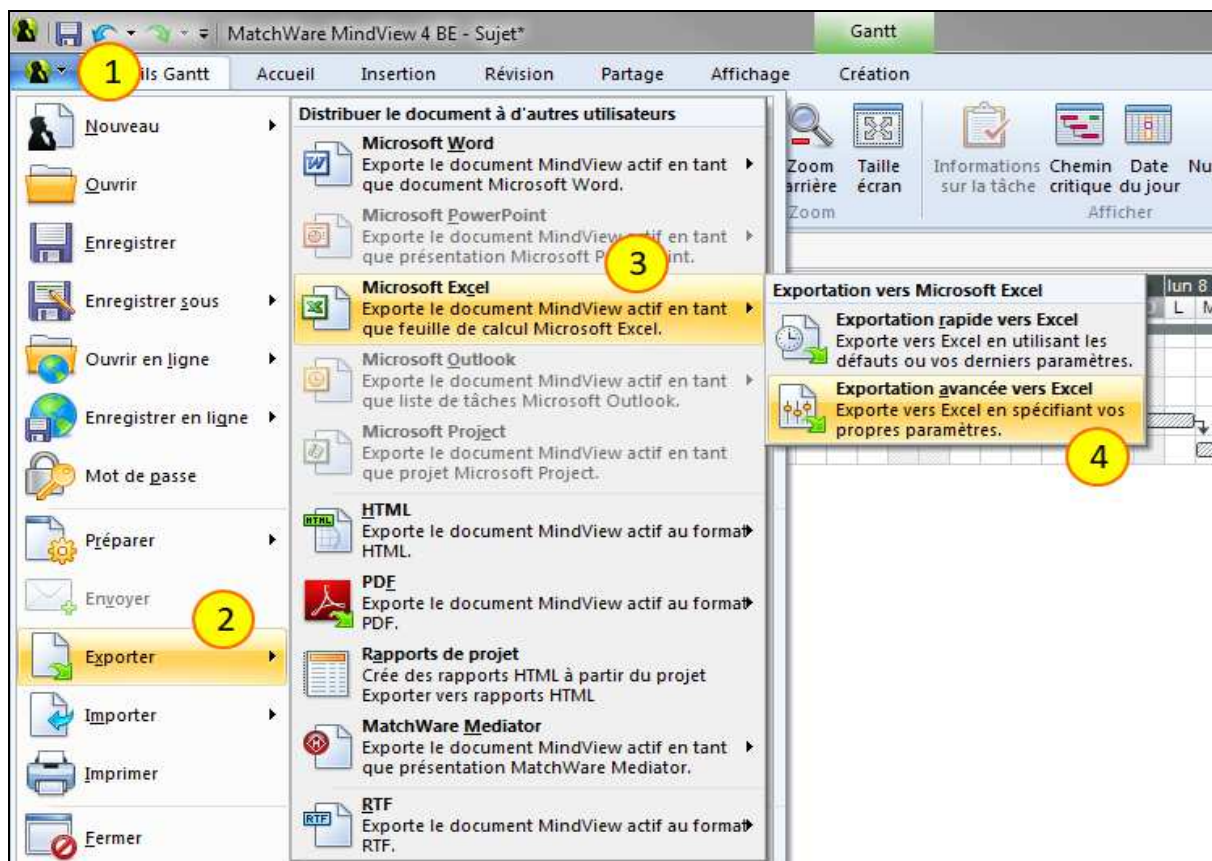 MatchWare MindView 4 BE - Sujet*
Gantt
1
ils Gantt
Accueil
Insertion
Révision
Partage
Affichage
Création
Nouveau
Ouvrir
Enregistrer
Enregistrer sous
Ouvrir en ligne
Enregistrer en ligne
Mot de passe
Préparer
Envoyer
2
Exporter
Importer
Imprimer
Fermer
Distribuer le document à d'autres utilisateurs
Microsoft Word
Exporte le document MindView actif en tant
que document Microsoft Word.
Microsoft PowerPoint
Exporte le document MindView actif en tant
que présentation Microsoft P int.
3
Microsoft Excel
Exporte le document MindView actif en tant
que feuille de calcul Microsoft Excel.
Microsoft Outlook
Exporte le document MindView actif en tant
que liste de tâches Microsoft Outlook.
Microsoft Project
Exporte le document MindView actif en tant
que projet Microsoft Project.
HTML
HTML
Exporte le document MindView actif au format
HTML.
PDF
Exporte le document MindView actif au format
PDF.
Rapports de projet
Crée des rapports HTML à partir du projet
Exporter vers rapports HTML
MatchWare Mediator
Exporte le document MindView actif en tant
que présentation MatchWare Mediator.
RTF
RTF
Exporte le document MindView actif au format
RTF.
Zoom
arrière
Taille
écran
Zoom
Informations
sur la tâche
Chemin
critique
Date
du jour
Nu
Afficher
lun 8
L M
Exportation vers Microsoft Excel
Exportation rapide vers Excel
Exporte vers Excel en utilisant les
défauts ou vos derniers paramètres.
Exportation avancée vers Excel
Exporte vers Excel en spécifiant vos
propres paramètres.
4